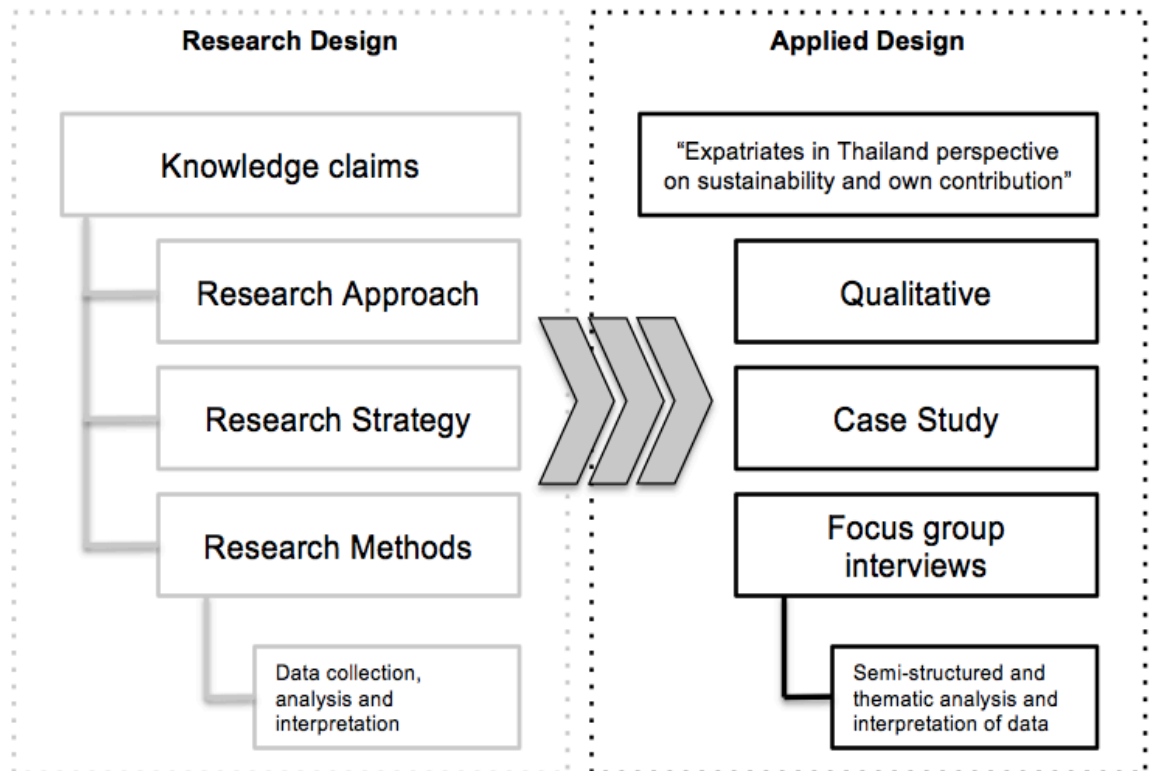 Research Design
Knowledge claims
Research Approach
Research Strategy
Research Methods
Data collection,
analysis and
interpretation
Applied Design
“Expatriates in Thailand perspective
on sustainability and own contribution”
Qualitative
Case Study
Focus group
interviews
Semi-structured and
thematic analysis and
interpretation of data